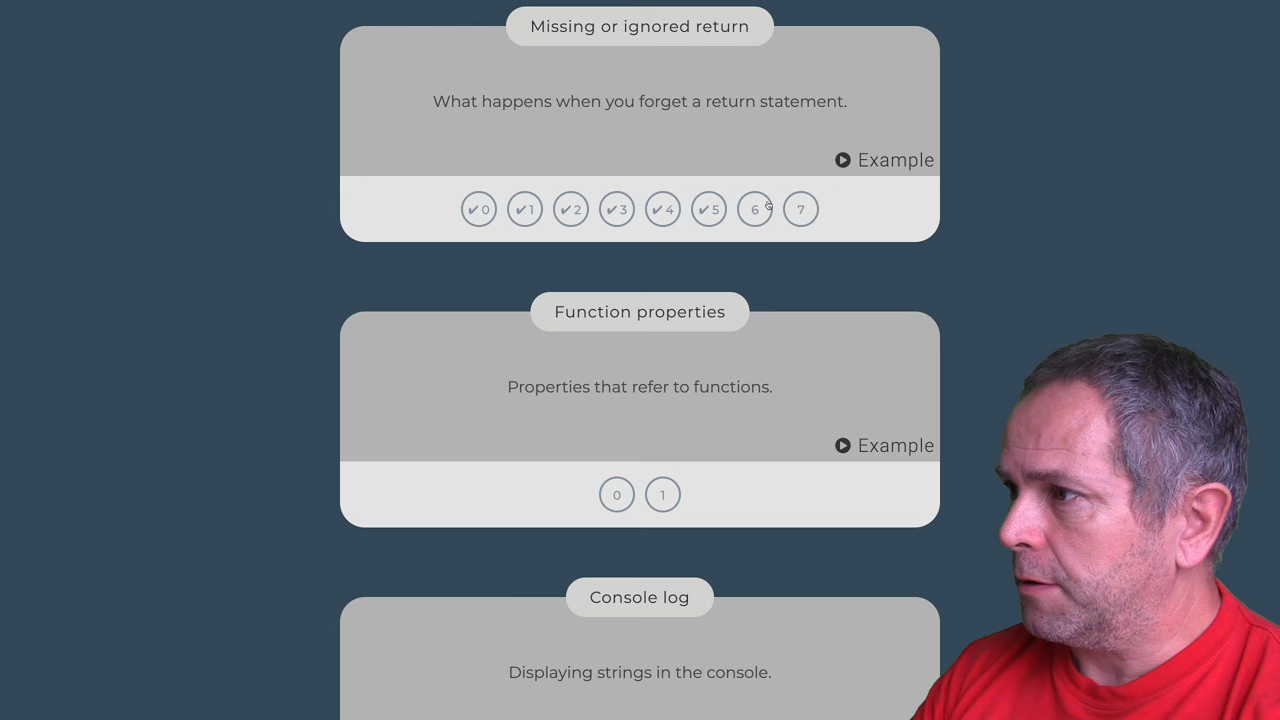 Missing or ignored return
What happens when you forget a return statement.
Example
✔0 ✔1 ✔2 ✔3 ✔4 ✔5 6 7
Function properties
Properties that refer to functions.
Example
0 1
Console log
Displaying strings in the console.